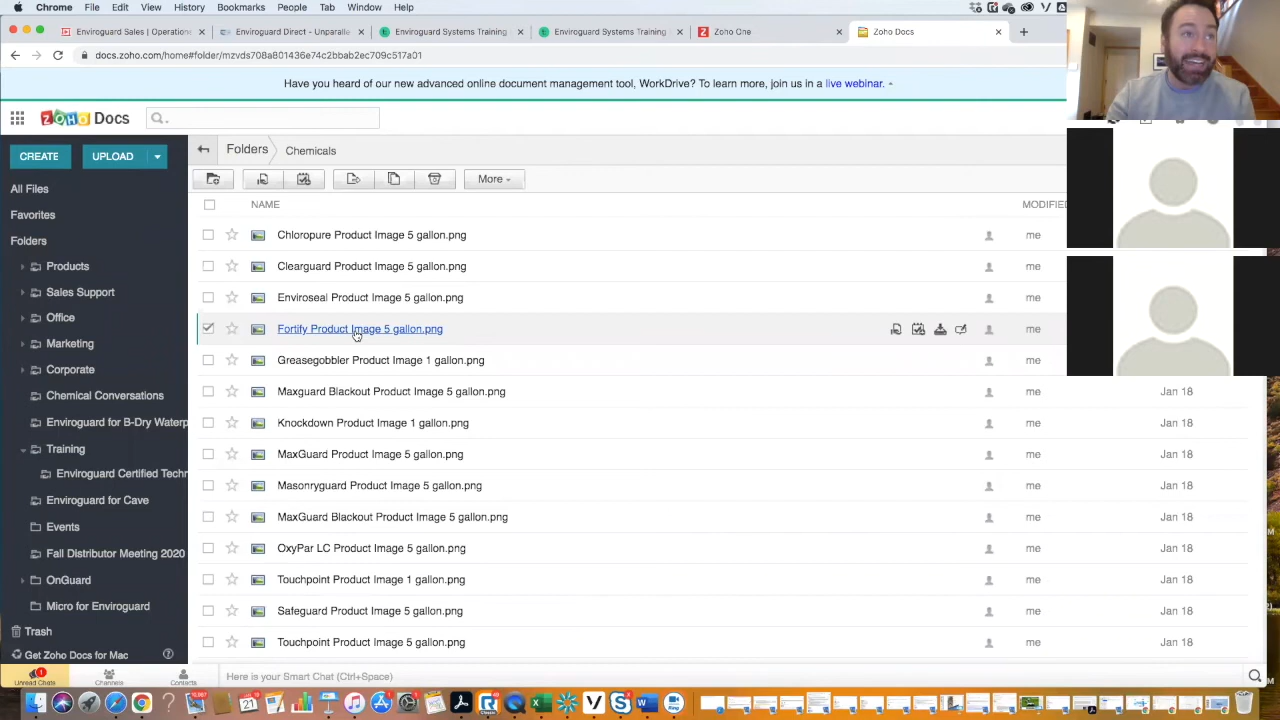 Chrome File Edit View History Bookmarks People Tab Window Help
Enviroguard Sales | Operation
Enviroguard Direct - Unparalle
Enviroguard Systems Training
Enviroguard Systems Training
Zoho One
Zoho Docs
docs.zoho.com/home#folder/mzvds708a801436e74c2bbab2ec709c517a01
Have you heard of our new advanced online document management tool, WorkDrive? To learn more, join us in a live webinar.
ZOHO Docs
CREATE
UPLOAD
Folders
Chemicals
All Files
More
Favorites
NAME
MODIFIED
Folders
Chloropure Product Image 5 gallon.png
me
Products
Clearguard Product Image 5 gallon.png
me
Sales Support
Enviroseal Product Image 5 gallon.png
me
Office
Fortify Product Image 5 gallon.png
me
Marketing
Greasegobbler Product Image 1 gallon.png
me
Corporate
Maxguard Blackout Product Image 5 gallon.png
me
Jan 18
Chemical Conversations
Knockdown Product Image 1 gallon.png
me
Jan 18
Enviroguard for B-Dry Waterp
Training
MaxGuard Product Image 5 gallon.png
me
Jan 18
Enviroguard Certified Techr
Masonryguard Product Image 5 gallon.png
me
Jan 18
Enviroguard for Cave
MaxGuard Blackout Product Image 5 gallon.png
me
Jan 18
Events
Fall Distributor Meeting 2020
OxyPar LC Product Image 5 gallon.png
me
Jan 18
OnGuard
Touchpoint Product Image 1 gallon.png
me
Jan 18
Micro for Enviroguard
Safeguard Product Image 5 gallon.png
me
Jan 18
Trash
Touchpoint Product Image 5 gallon.png
me
Jan 18
Get Zoho Docs for Mac
Unread Chats
Channels
Contacts
Here is your Smart Chat (Ctrl+Space)